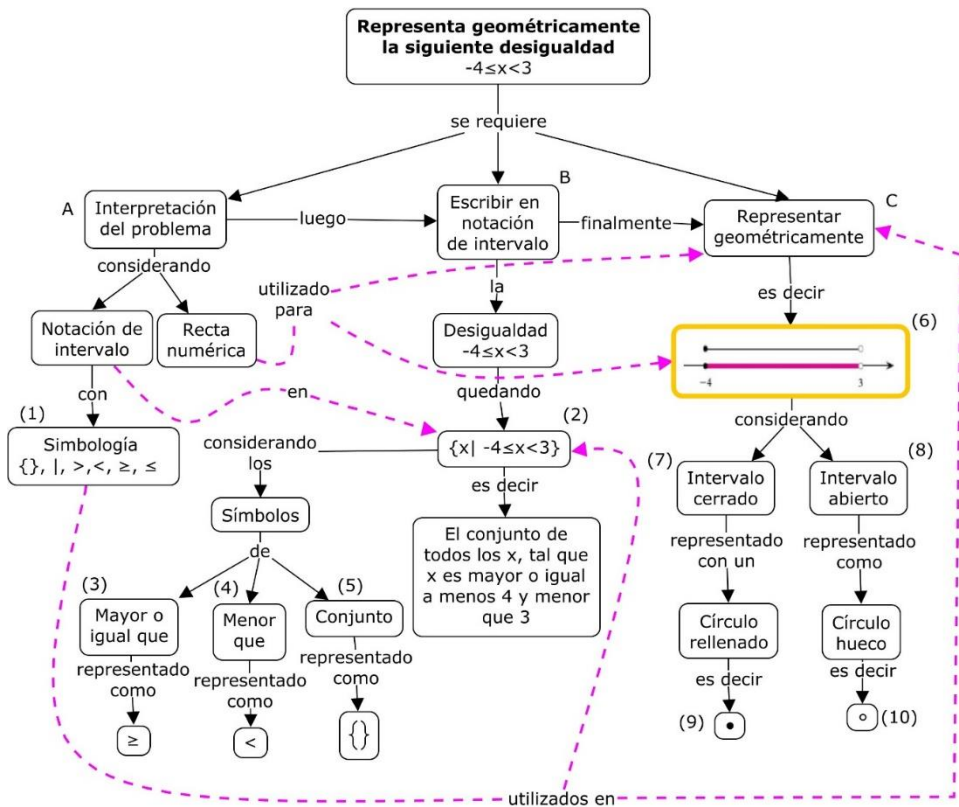 Representa geométricamente
la siguiente desigualdad
-4≤x<3
se requiere
A
Interpretación
del problema
luego
B
Escribir en
notación
de intervalo
finalmente
C
Representar
geométricamente
considerando
utilizado
para
la
es decir
Notación de
intervalo
Recta
numérica
Desigualdad
-4≤x<3
(6)
-4
3
con
en
quedando
considerando
(1)
Simbología
{}, |, >,<, ≥, ≤
considerando
los
(2)
{x| -4≤x<3}
(7)
Intervalo
cerrado
(8)
Intervalo
abierto
Símbolos
es decir
representado
con un
representado
como
de
El conjunto de
todos los x, tal que
x es mayor o igual
a menos 4 y menor
que 3
(3)
Mayor o
igual que
(4)
Menor
que
(5)
Conjunto
Círculo
rellenado
Círculo
hueco
representado
como
representado
como
representado
como
es decir
es decir
≥
<
{}
(9)
(10)
utilizados en